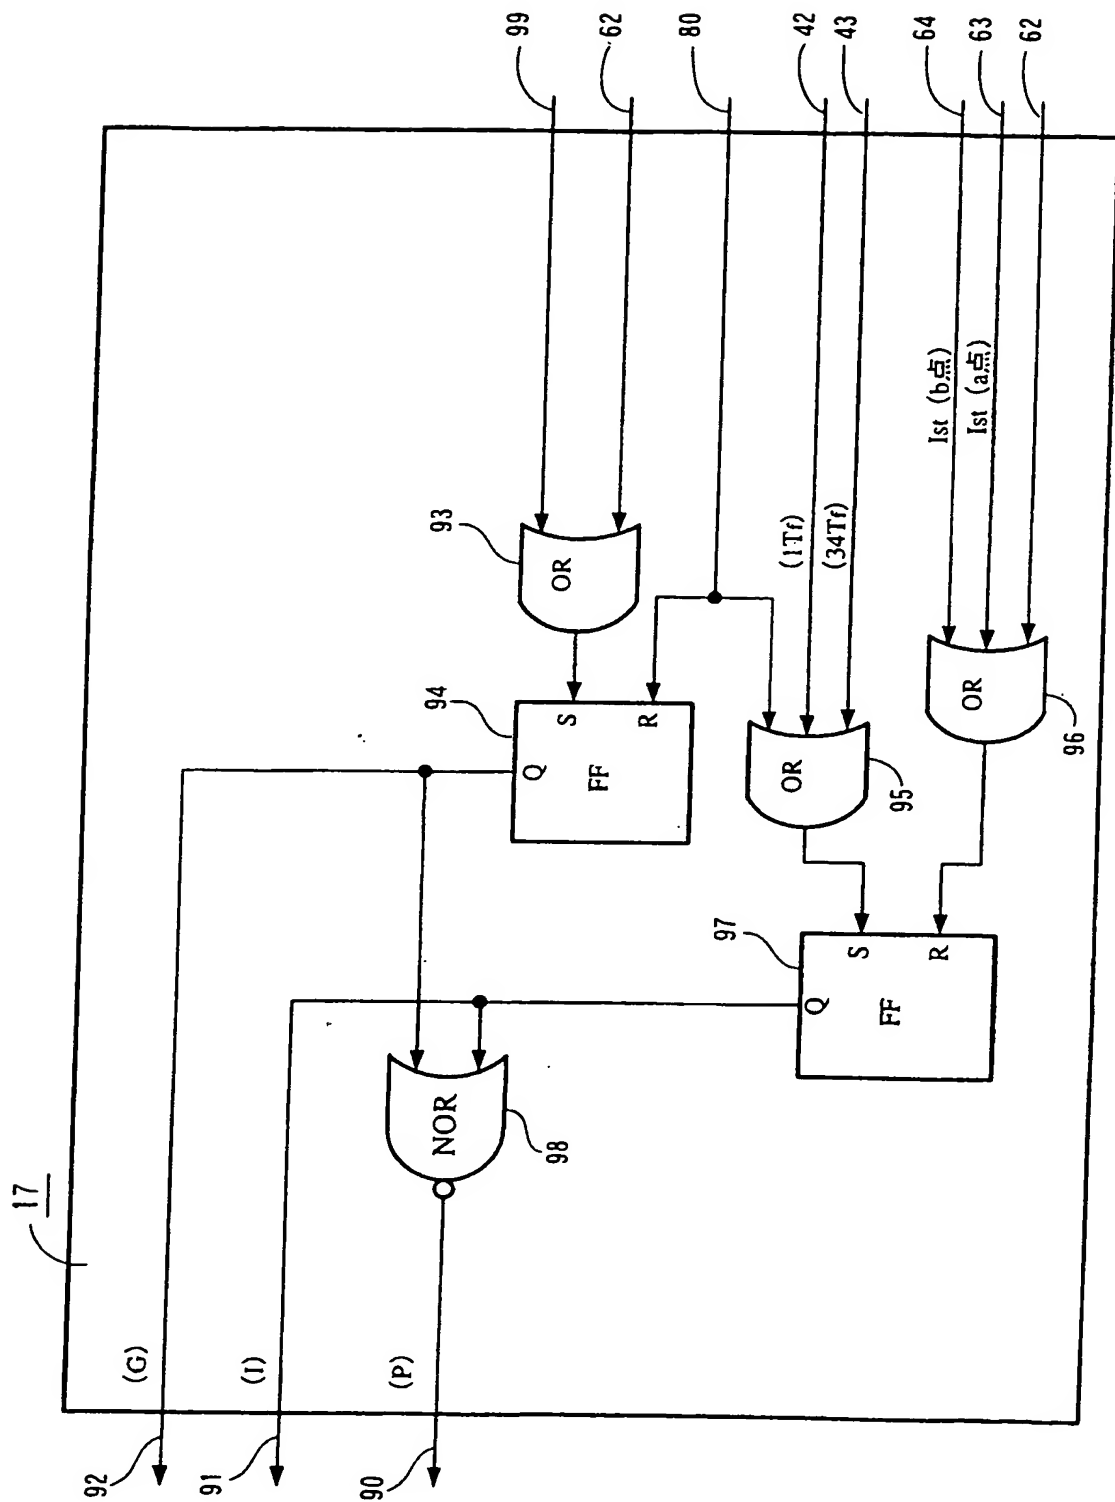 99
62
80
42
43
64
63
62
Ist (b点)
Ist (a点)
(1Tf)
(34Tf)
93
OR
94
S
R
Q
FF
OR
95
OR
96
97
S
R
Q
FF
NOR
98
17
(G)
(I)
(P)
92
91
90